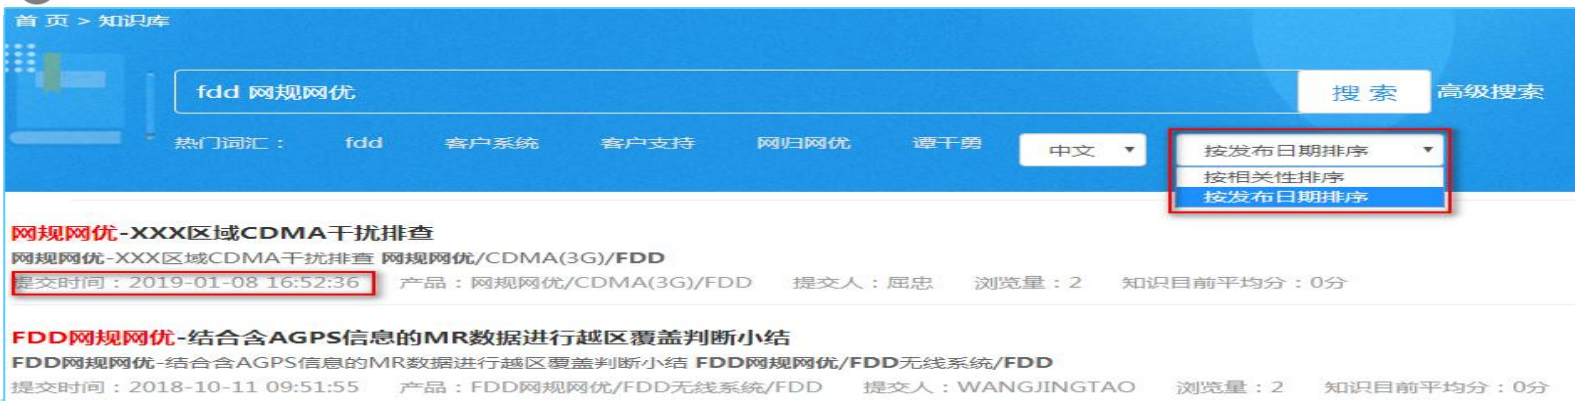 首 页 > 知识库
fdd 网规网优
搜 索
高级搜索
热门词汇： fdd 客户系统 客户支持 网归网优 谭干勇 中文 按发布日期排序
按相关性排序
按发布日期排序
网规网优-XXX区域CDMA干扰排查
网规网优-XXX区域CDMA干扰排查 网规网优/CDMA(3G)/FDD
提交时间：2019-01-08 16:52:36 产品：网规网优/CDMA(3G)/FDD 提交人：屈忠 浏览量：2 知识目前平均分：0分
FDD网规网优-结合含AGPS信息的MR数据进行越区覆盖判断小结
FDD网规网优-结合含AGPS信息的MR数据进行越区覆盖判断小结 FDD网规网优/FDD无线系统/FDD
提交时间：2018-10-11 09:51:55 产品：FDD网规网优/FDD无线系统/FDD 提交人：WANGJINGTAO 浏览量：2 知识目前平均分：0分